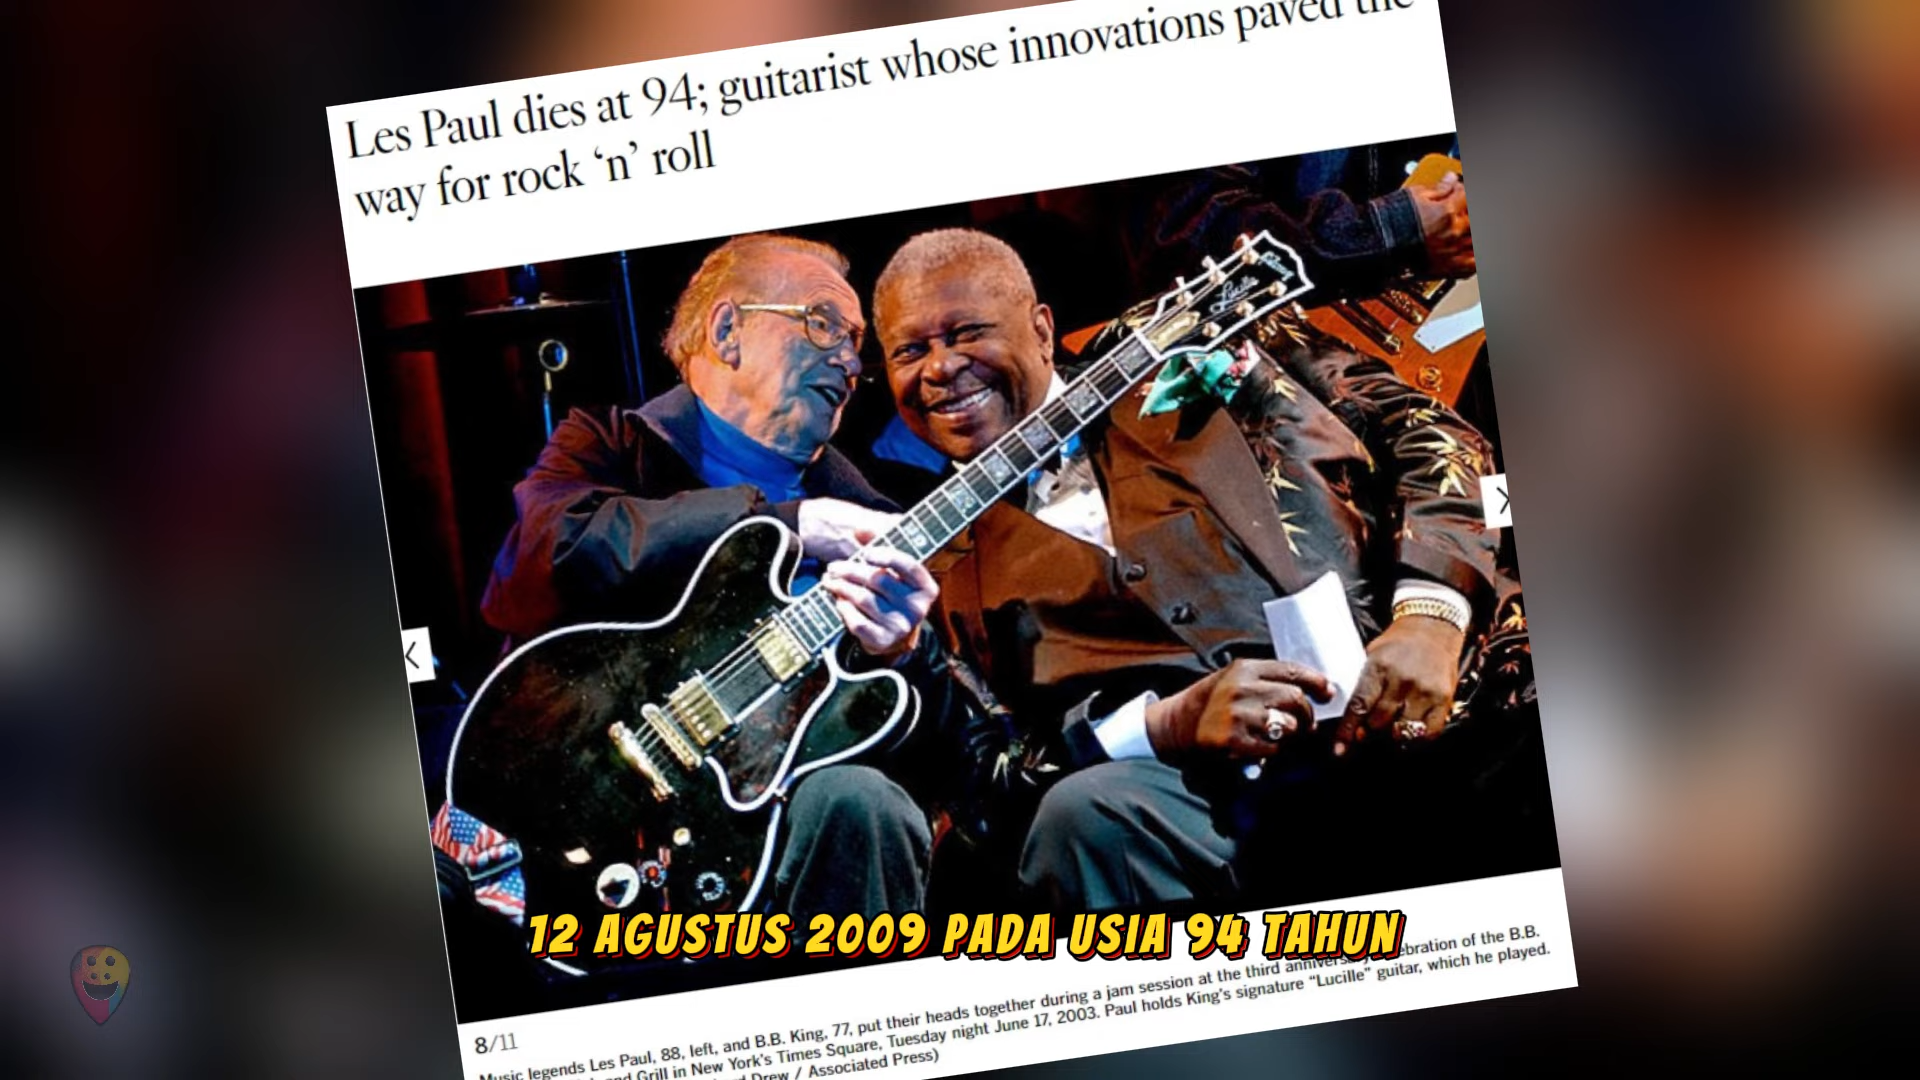 Les Paul dies at 94; guitarist whose innovations paved the
way for rock ‘n’ roll
Gibson
Lucille
12 AGUSTUS 2009 PADA USIA 94 TAHUN
8/11
Music legends Les Paul, 88, left, and B.B. King, 77, put their heads together during a jam session at the third anniversary celebration of the B.B.
and Grill in New York’s Times Square, Tuesday night June 17, 2003. Paul holds King’s signature “Lucille” guitar, which he played.
Drew / Associated Press)